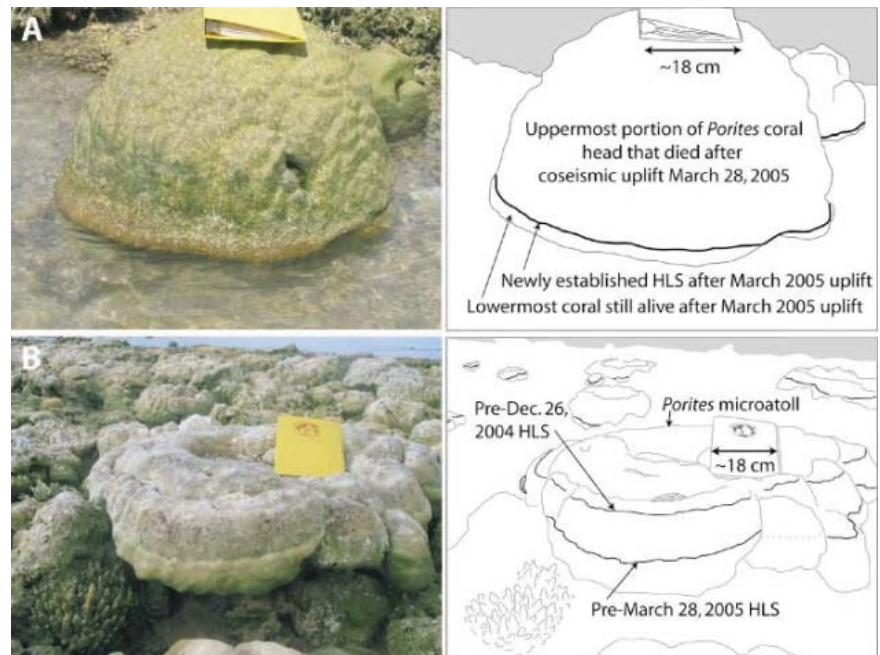 A
~18 cm
Uppermost portion of Porites coral
head that died after
coseismic uplift March 28, 2005
Newly established HLS after March 2005 uplift
Lowermost coral still alive after March 2005 uplift
B
Pre-Dec. 26,
2004 HLS
Porites microatoll
~18 cm
Pre-March 28, 2005 HLS